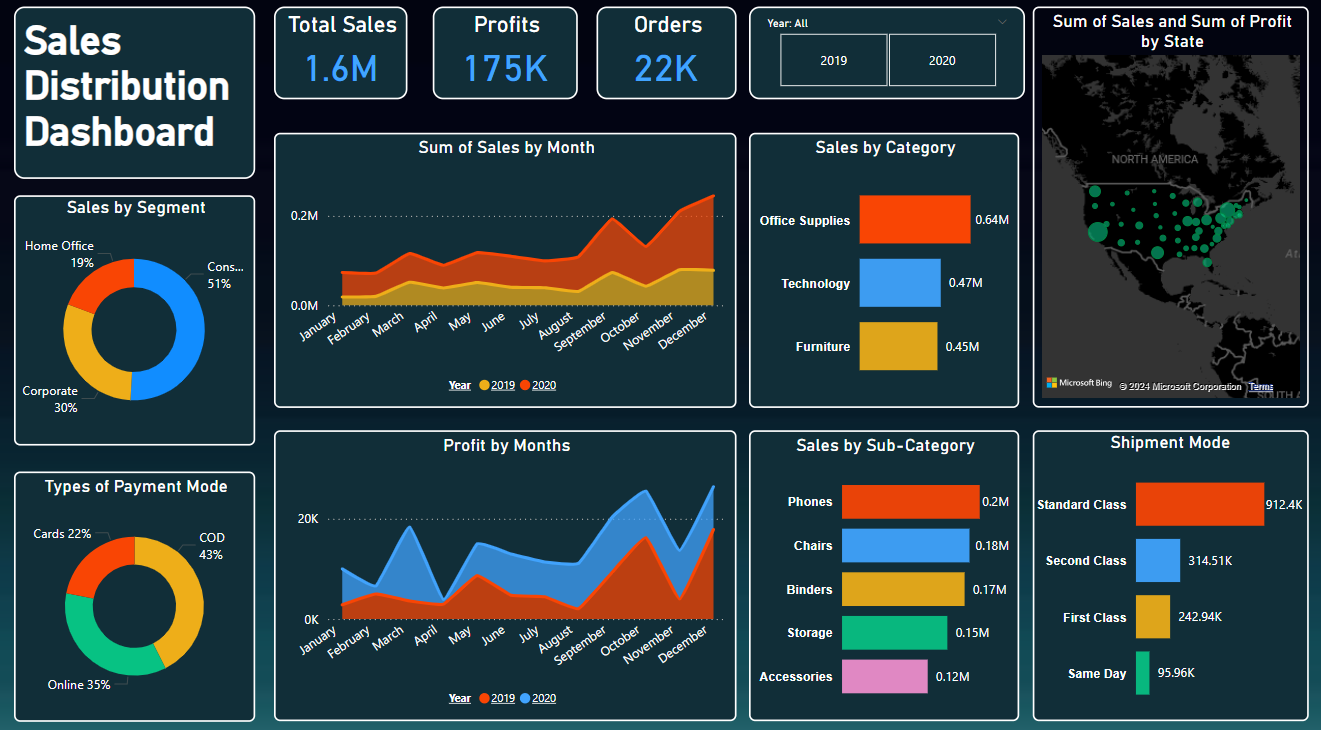 Sales
Distribution
Dashboard
Total Sales
1.6M
Profits
175K
Orders
22K
Year: All
2019
2020
Sum of Sales and Sum of Profit
by State
NORTH AMERICA
Microsoft Bing
© 2024 Microsoft Corporation
Terms
Sales by Segment
Home Office
19%
Cons...
51%
Corporate
30%
Sum of Sales by Month
0.2M
0.0M
January
February
March
April
May
June
July
August
September
October
November
December
Year
2019
2020
Sales by Category
Office Supplies
0.64M
Technology
0.47M
Furniture
0.45M
Types of Payment Mode
Cards 22%
COD
43%
Online 35%
Profit by Months
20K
0K
January
February
March
April
May
June
July
August
September
October
November
December
Year
2019
2020
Sales by Sub-Category
Phones
0.2M
Chairs
0.18M
Binders
0.17M
Storage
0.15M
Accessories
0.12M
Shipment Mode
Standard Class
912.4K
Second Class
314.51K
First Class
242.94K
Same Day
95.96K